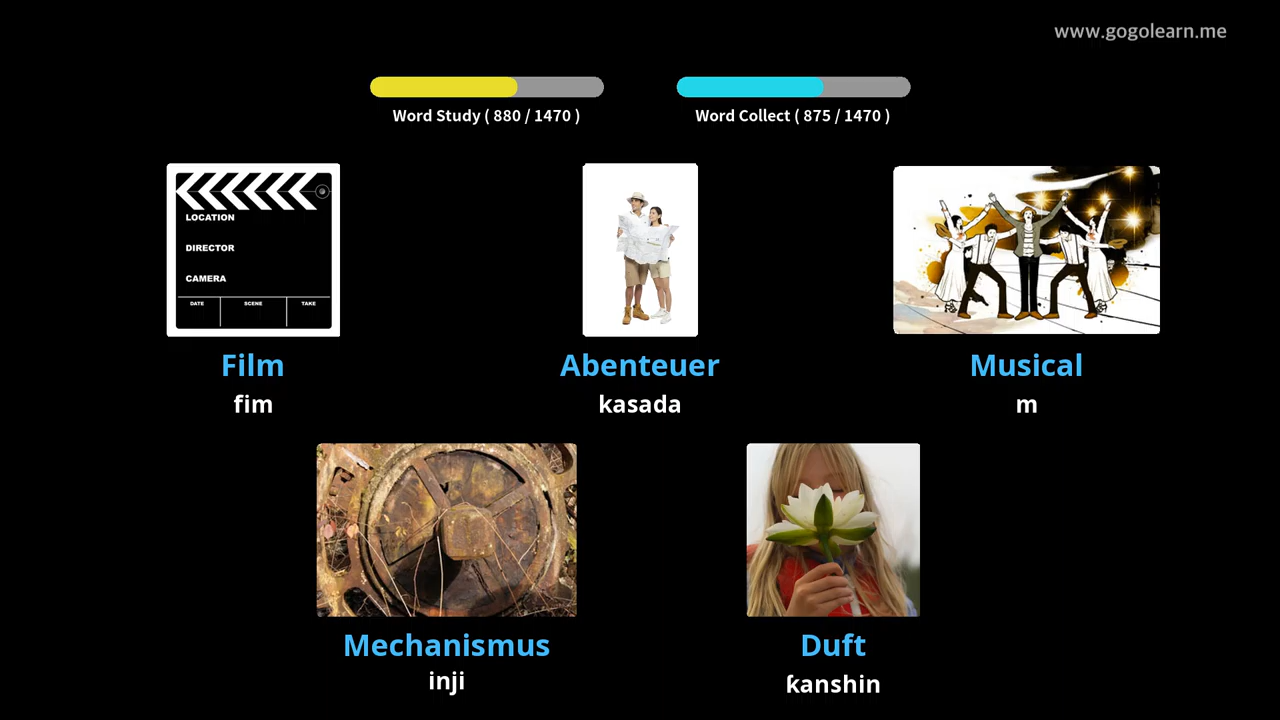 www.gogolearn.me
Word Study ( 880 / 1470 )
Word Collect ( 875 / 1470 )
LOCATION
DIRECTOR
CAMERA
DATE SCENE TAKE
Film
fim
Abenteuer
kasada
Musical
m
Mechanismus
inji
Duft
ƙanshin